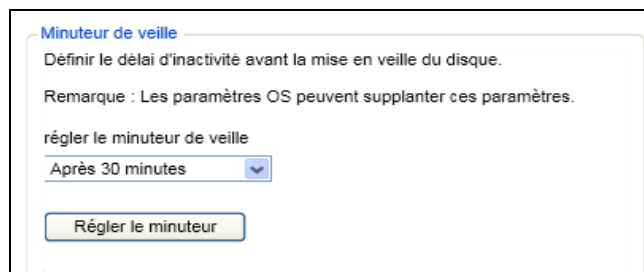 Minuteur de veille
Définir le délai d'inactivité avant la mise en veille du disque.
Remarque : Les paramètres OS peuvent supplanter ces paramètres.
régler le minuteur de veille
Après 30 minutes
Régler le minuteur